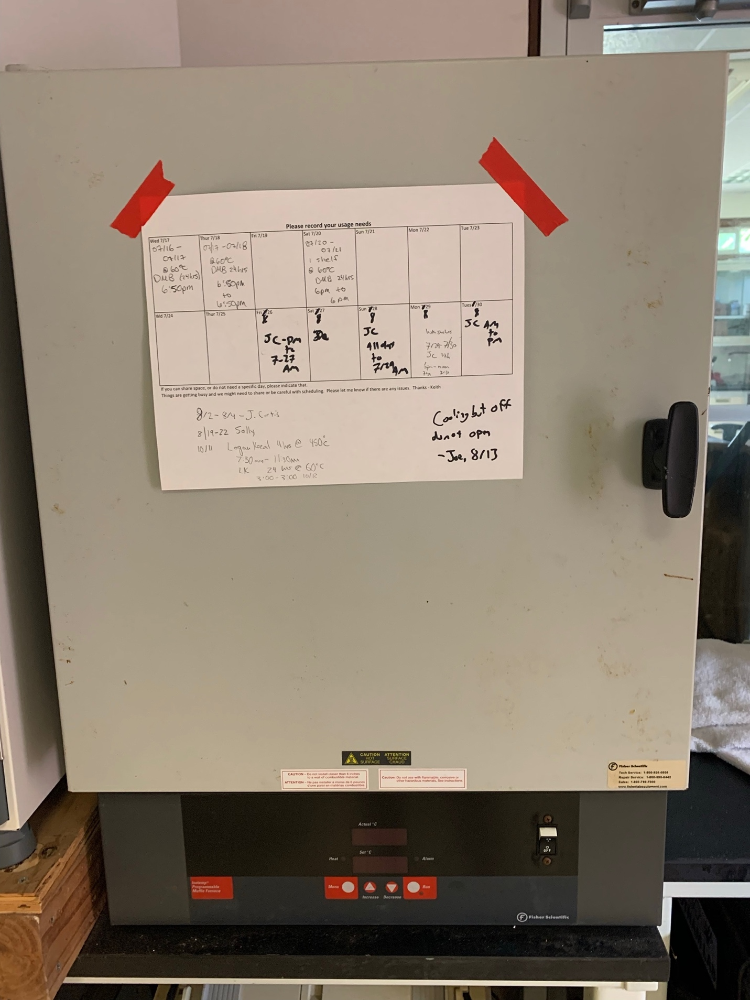 Please record your usage needs
Wed 7/17
07/16 -
07/17
@ 60°C
DMB (24hrs)
6:50pm
Thur 7/18
07/17 - 07/18
@60°C
DMB 24hrs
6:50pm
to
6:50pm
Fri 7/19
Sat 7/20
07/20 -
07/21
1 shelf
@ 60°C
DMB 24hrs
6pm to
6pm
Sun 7/21
Mon 7/22
Tue 7/23
Wd 7/24
Thur 7/25
Fri /26
8
JC-pm
to
7-27
AM
Sat /27
8
Sun /28
8
JC
All day
to
7/29
AM
Mon /29
8
both shelves
7/29-7/30
JC 19h
6pm-noon
7/29 7/30
Tues /30
8
JC AM
to
pm
If you can share space, or do not need a specific day, please indicate that.
Things are getting busy and we might need to share or be careful with scheduling. Please let me know if there are any issues. Thanks - Keith
8/2 - 8/4 - J. Curtis
8/19-22 Sally
10/11 Logan 4 hrs @ 450°C
7:30am - 11:30am
LK 24 hrs @ 60°C
3:00 - 3:00 10/12
Cooling but off
do not open
- Joe, 8/13
CAUTION HOT SURFACE
ATTENTION SURFACE CHAUD
CAUTION - Do not install closer than 6 inches
to a wall of combustible material.
ATTENTION - Ne pas installer à moins de 6 pouces
d'une paroi en matériau combustible.
Caution: Do not use with flammable, corrosive or
other hazardous materials. See instructions.
Fisher Scientific
Tech Service: 1-800-926-0505
Repair Service: 1-800-395-5442
Sales: 1-800-766-7000
www.fisherlabequipment.com
Actual °C
Set °C
Heat
Alarm
OFF
Isotemp®
Programmable
Muffle Furnace
Menu
Increase
Decrease
Run
Fisher Scientific